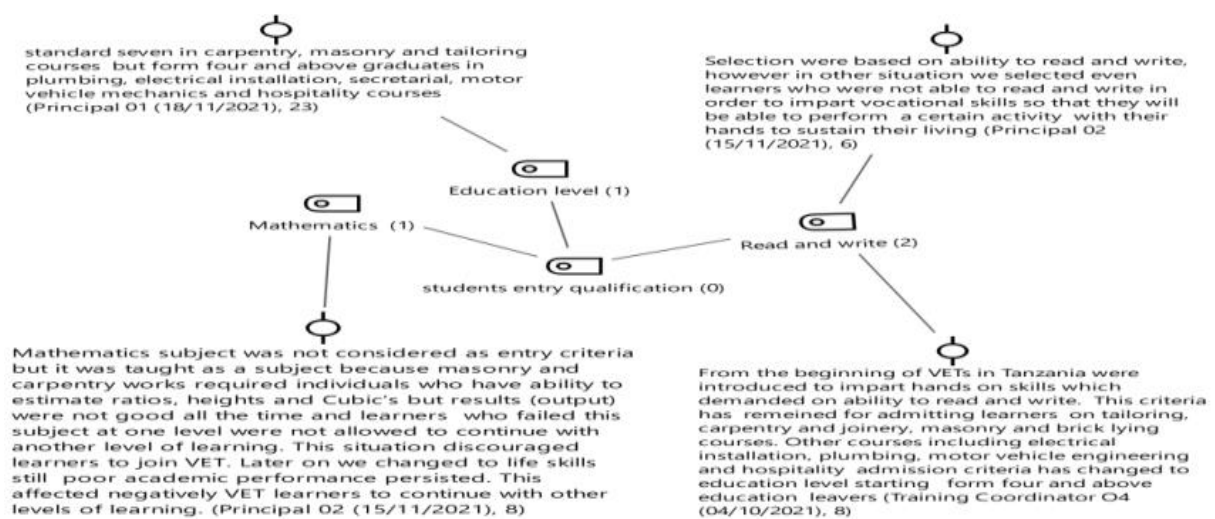 standard seven in carpentry, masonry and tailoring
courses but form four and above graduates in
plumbing, electrical installation, secretarial, motor
vehicle mechanics and hospitality courses
(Principal 01 (18/11/2021), 23)
Selection were based on ability to read and write,
however in other situation we selected even
learners who were not able to read and write in
order to impart vocational skills so that they will
be able to perform a certain activity with their
hands to sustain their living (Principal 02
(15/11/2021), 6)
Education level (1)
Mathematics (1)
Read and write (2)
students entry qualification (0)
Mathematics subject was not considered as entry criteria
but it was taught as a subject because masonry and
carpentry works required individuals who have ability to
estimate ratios, heights and Cubic's but results (output)
were not good all the time and learners who failed this
subject at one level were not allowed to continue with
another level of learning. This situation discouraged
learners to join VET. Later on we changed to life skills
still poor academic performance persisted. This
affected negatively VET learners to continue with other
levels of learning. (Principal 02 (15/11/2021), 8)
From the beginning of VETs in Tanzania were
introduced to impart hands on skills which
demanded on ability to read and write. This criteria
has remeined for admitting learners on tailoring,
carpentry and joinery, masonry and brick lying
courses. Other courses including electrical
installation, plumbing, motor vehicle engineering
and hospitality admission criteria has changed to
education level starting form four and above
education leavers (Training Coordinator O4
(04/10/2021), 8)